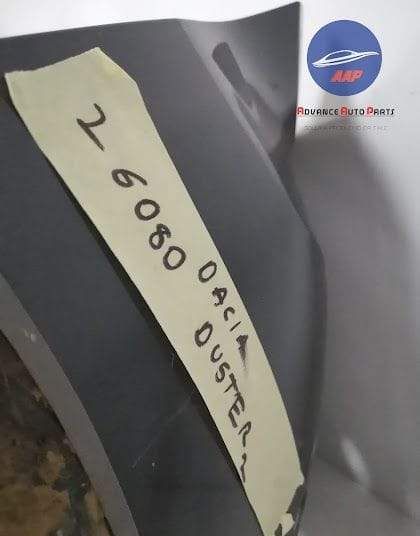 AAP
ADVANCE AUTO PARTS
2 6080
DACIA
DUSTER 2